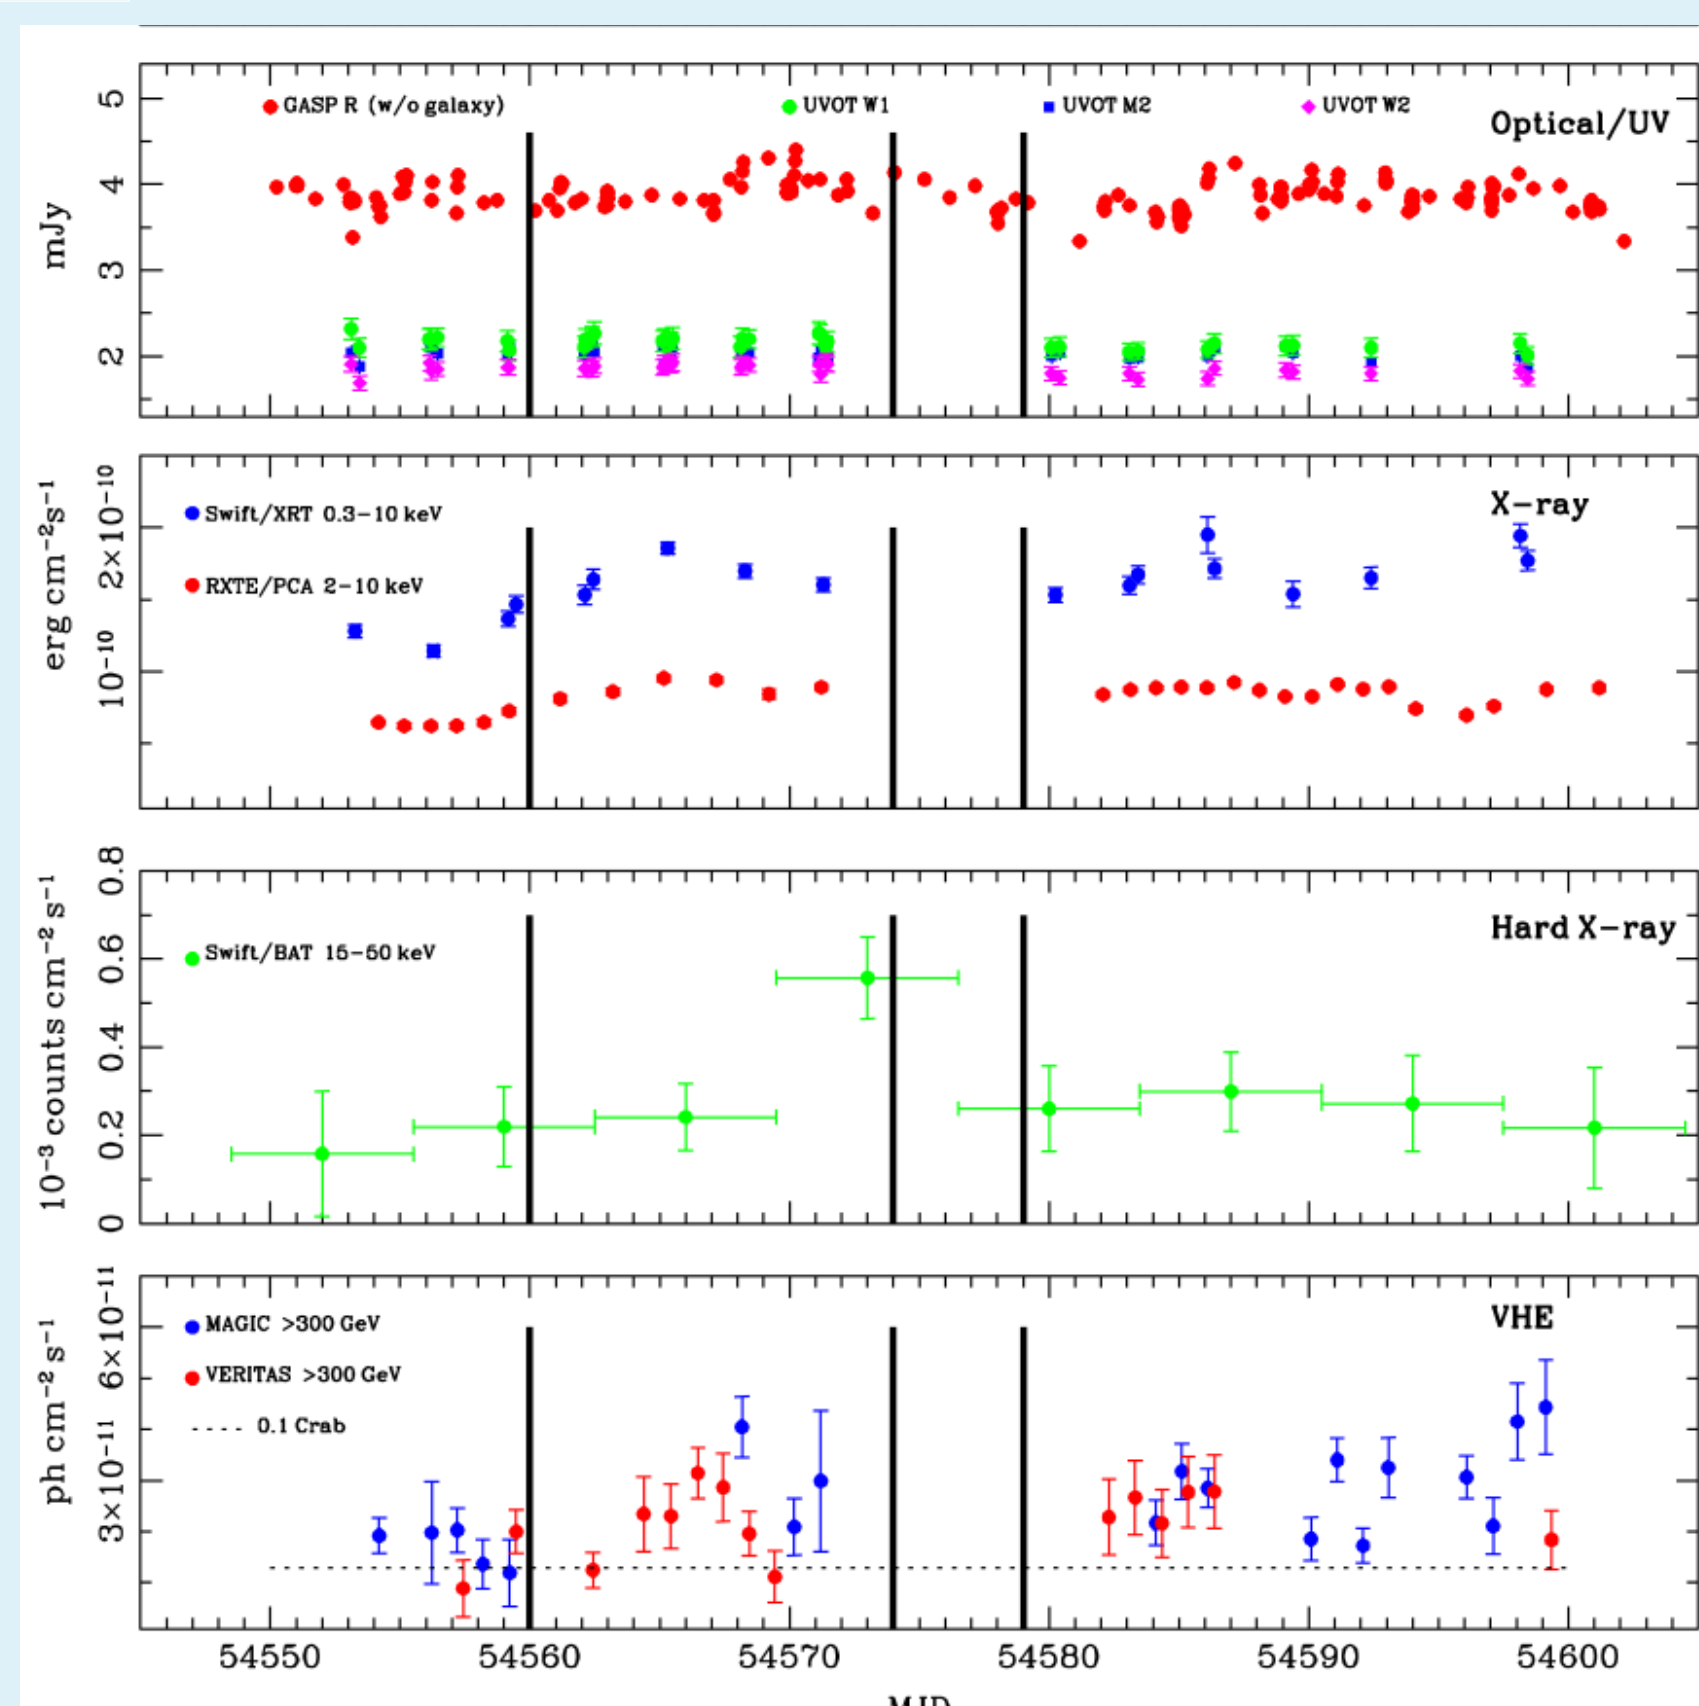 GASP R (w/o galaxy) UVOT W1 UVOT M2 UVOT W2
Optical/UV
5
4
3
2
mJy
X-ray
Swift/XRT 0.3-10 keV
RXTE/PCA 2-10 keV
2×10⁻¹⁰
10⁻¹⁰
erg cm⁻²s⁻¹
Hard X-ray
Swift/BAT 15-50 keV
0.8
0.6
0.4
0.2
0
10⁻³ counts cm⁻² s⁻¹
VHE
MAGIC >300 GeV
VERITAS >300 GeV
0.1 Crab
6×10⁻¹¹
3×10⁻¹¹
ph cm⁻² s⁻¹
54550 54560 54570 54580 54590 54600